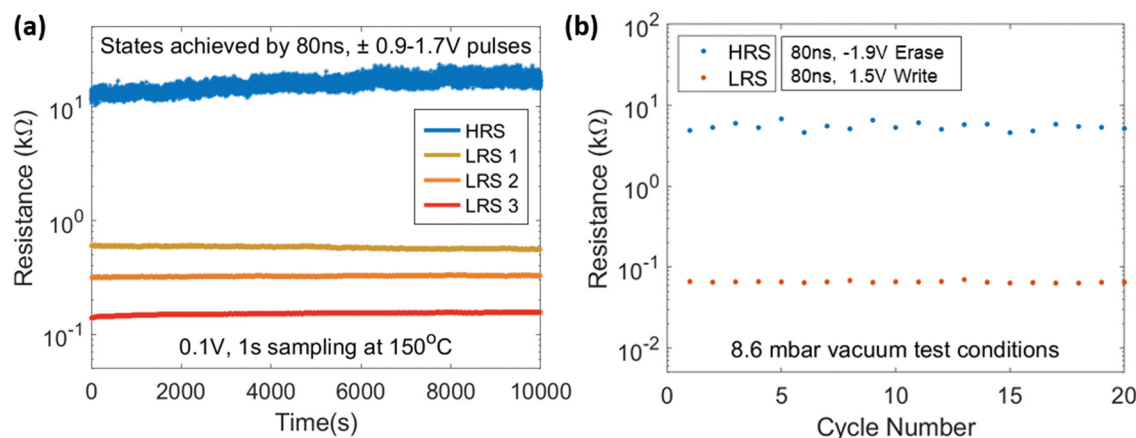 (a)
States achieved by 80ns, ± 0.9-1.7V pulses
Resistance (kΩ)
10¹
10⁰
10⁻¹
HRS
LRS 1
LRS 2
LRS 3
0.1V, 1s sampling at 150°C
0 2000 4000 6000 8000 10000
Time(s)
(b)
Resistance (kΩ)
10²
10¹
10⁰
10⁻¹
10⁻²
HRS
LRS
80ns, -1.9V Erase
80ns, 1.5V Write
8.6 mbar vacuum test conditions
0 5 10 15 20
Cycle Number